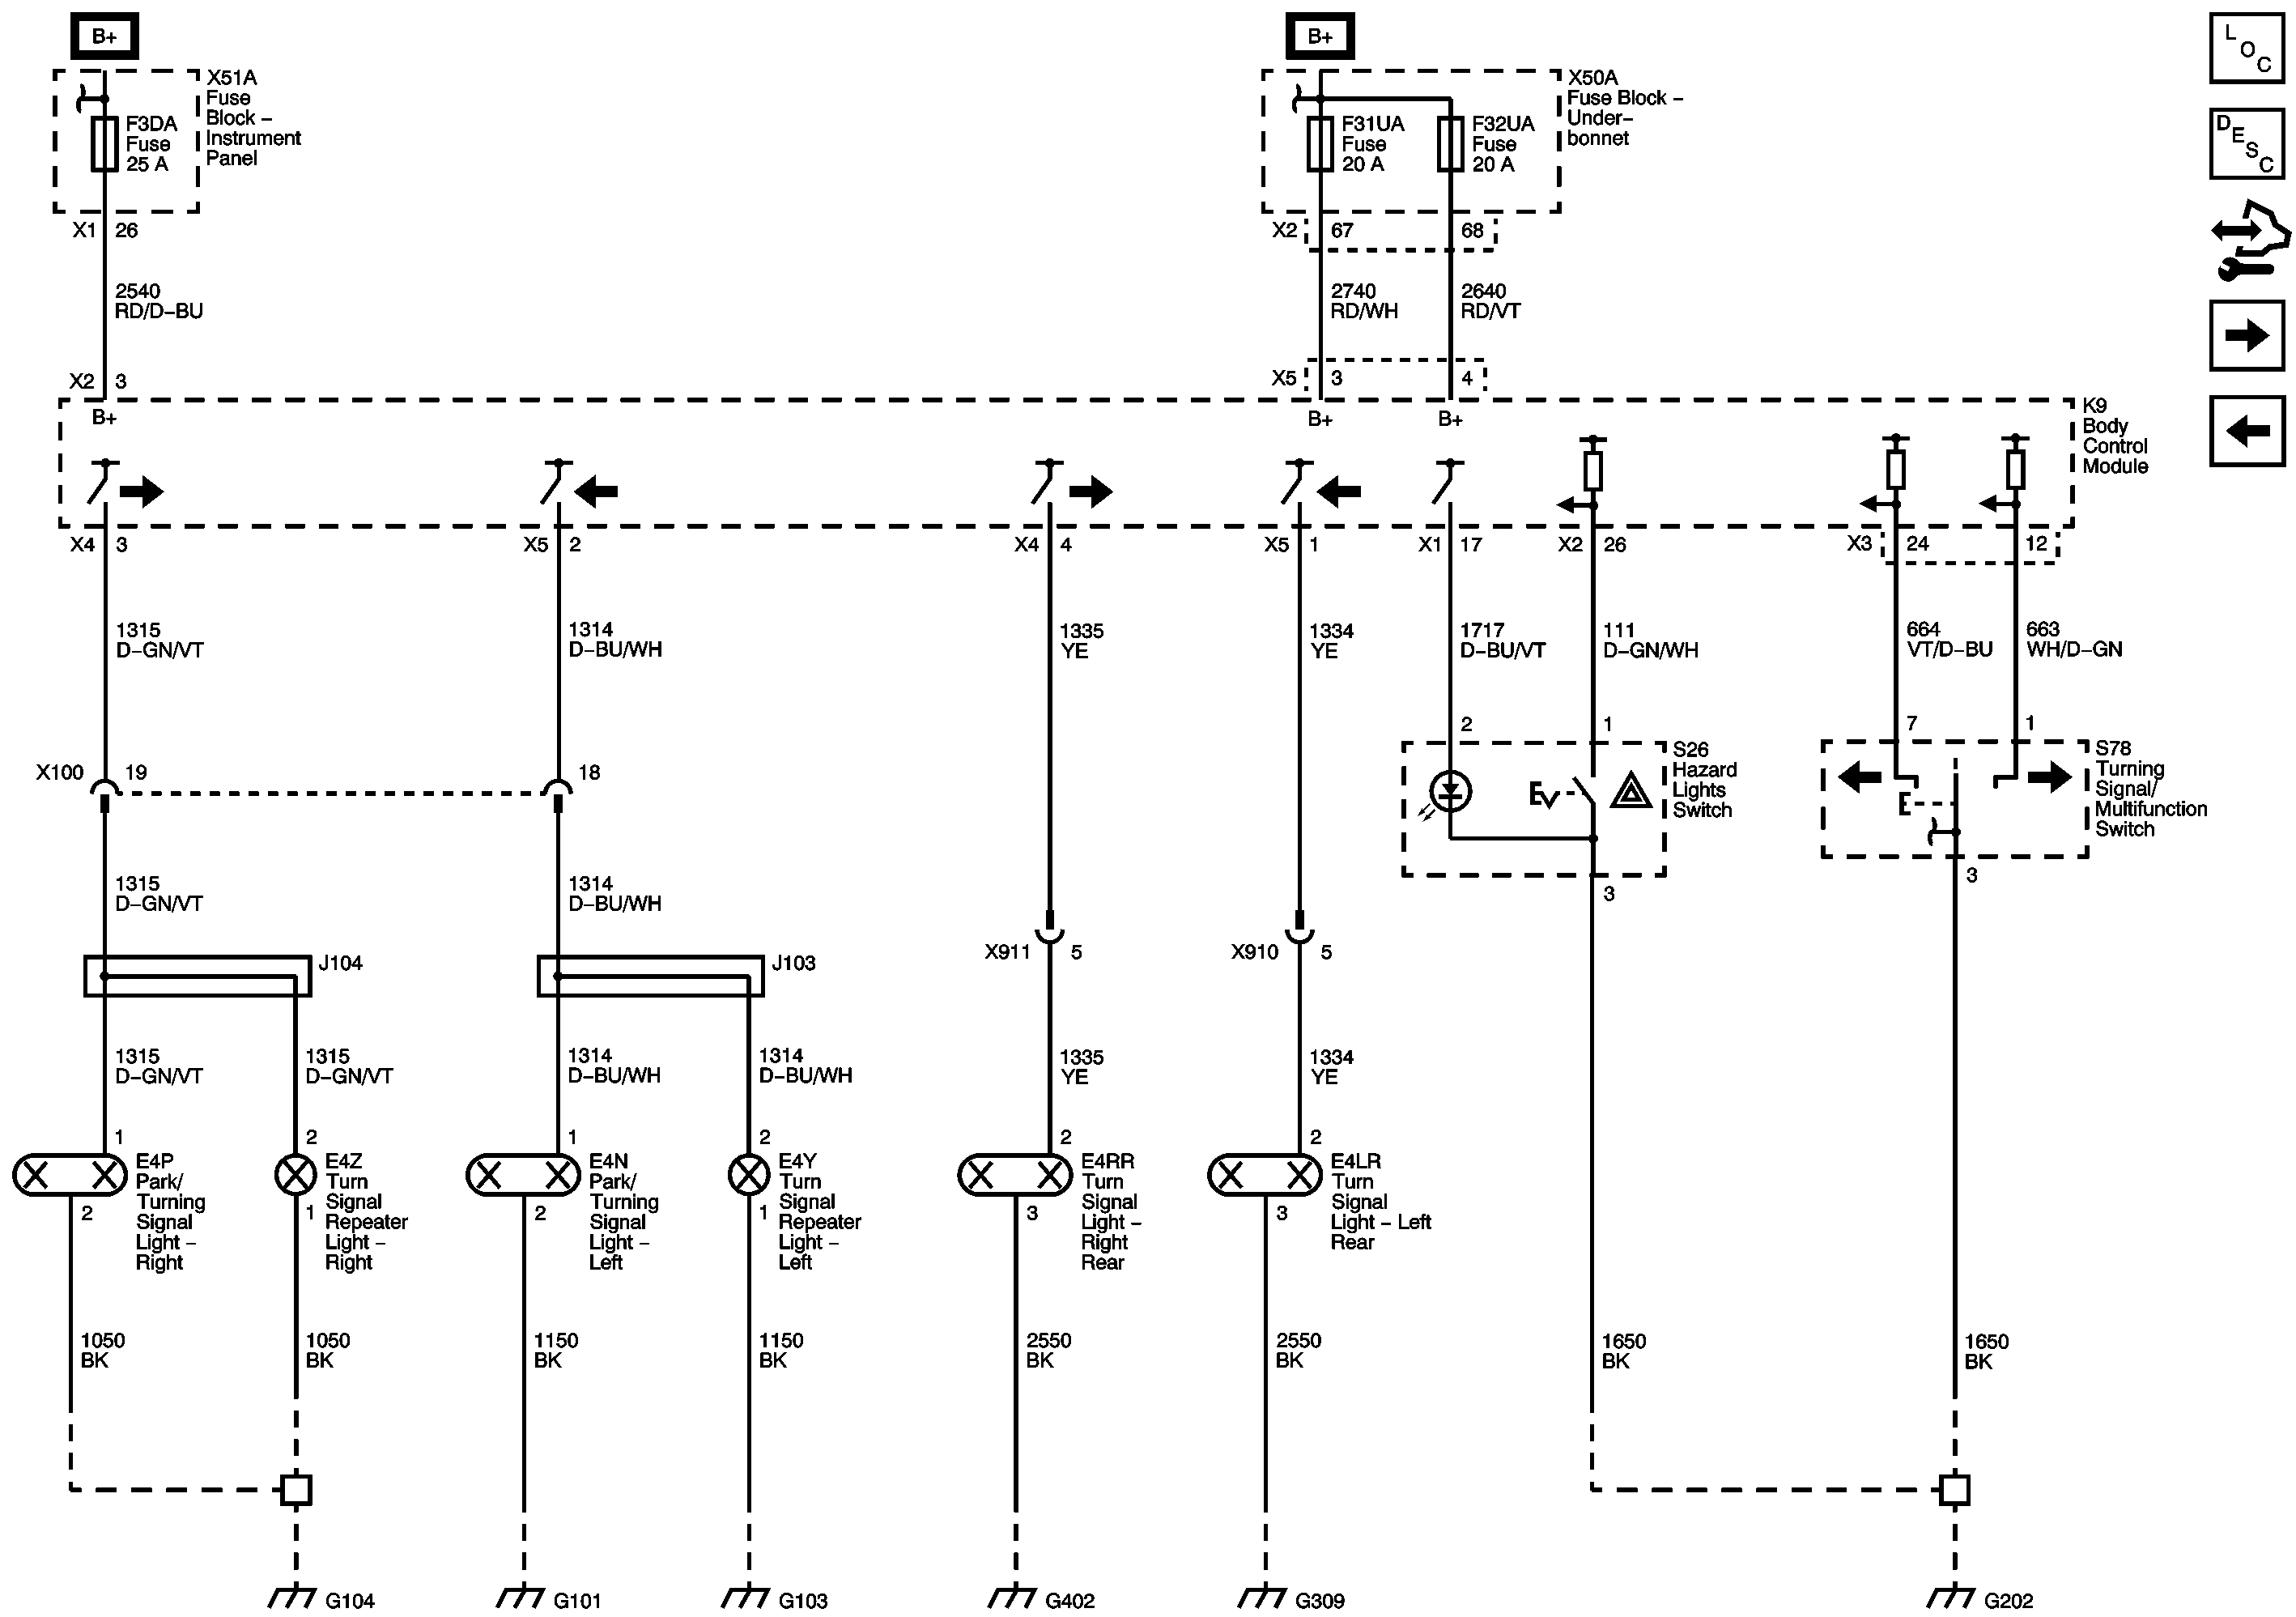 B+
B+
L
O
C
X51A
Fuse
Block –
Instrument
Panel
F3DA
Fuse
25 A
X50A
Fuse Block –
Under–
bonnet
F31UA
Fuse
20 A
F32UA
Fuse
20 A
D
E
S
C
X1 26
X2 67 68
2540
RD/D–BU
2740
RD/WH
2640
RD/VT
X2 3
X5 3 4
B+
B+
B+
K9
Body
Control
Module
X4 3
X5 2
X4 4
X5 1
X1 17
X2 26
X3 24 12
1315
D–GN/VT
1314
D–BU/WH
1335
YE
1334
YE
1717
D–BU/VT
111
D–GN/WH
664
VT/D–BU
663
WH/D–GN
2
1
7
1
S26
Hazard
Lights
Switch
S78
Turning
Signal/
Multifunction
Switch
X100 19
18
3
3
1315
D–GN/VT
1314
D–BU/WH
X911 5
X910 5
J104
J103
1315
D–GN/VT
1315
D–GN/VT
1314
D–BU/WH
1314
D–BU/WH
1335
YE
1334
YE
1
2
1
2
2
2
E4P
Park/
Turning
Signal
Light –
Right
E4Z
Turn
Signal
Repeater
Light –
Right
E4N
Park/
Turning
Signal
Light –
Left
E4Y
Turn
Signal
Repeater
Light –
Left
E4RR
Turn
Signal
Light –
Right
Rear
E4LR
Turn
Signal
Light – Left
Rear
2
1
2
1
3
3
1050
BK
1050
BK
1150
BK
1150
BK
2550
BK
2550
BK
1650
BK
1650
BK
G104
G101
G103
G402
G309
G202